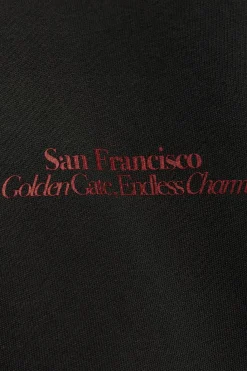 San Francisco
Golden Gate, Endless Charm